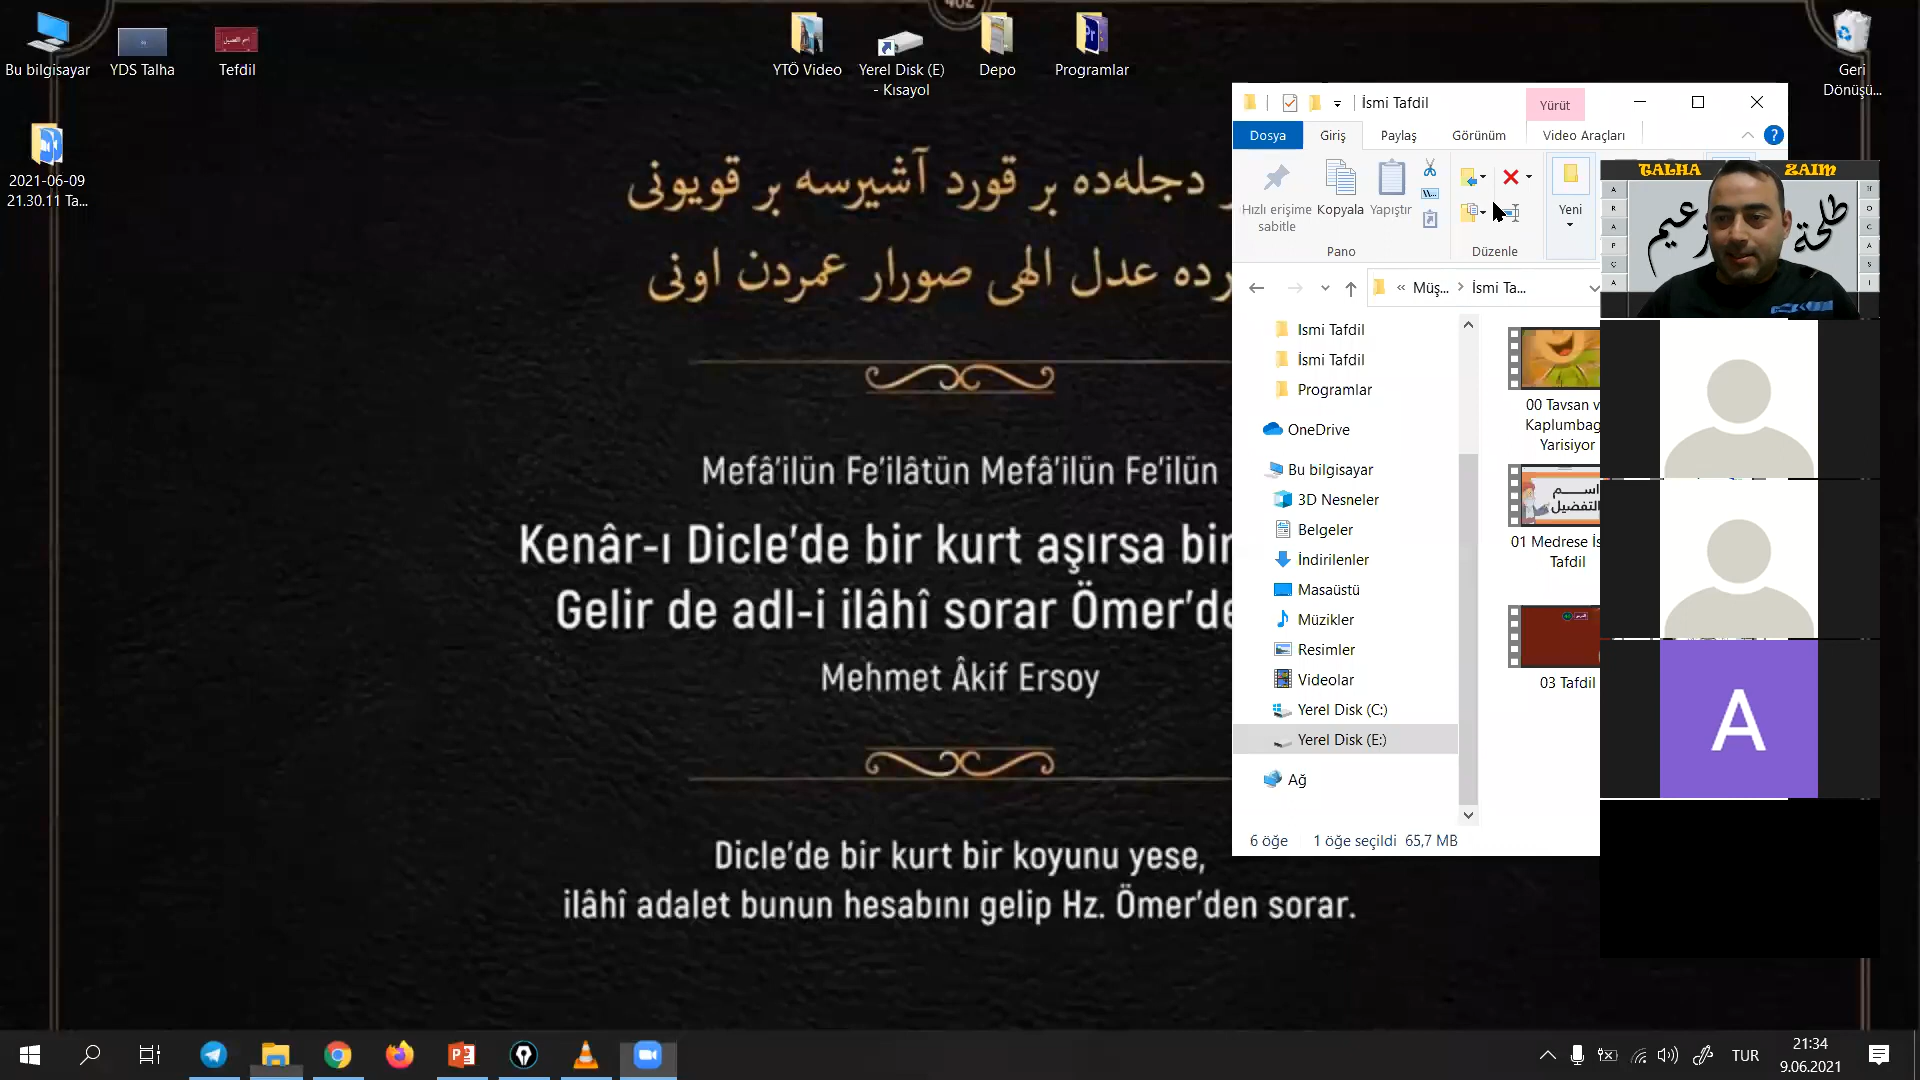 402
Bu bilgisayar
YDS Talha
Tefdil
YTÖ Video
Yerel Disk (E)
- Kısayol
Depo
Programlar
Geri
Dönüşü...
2021-06-09
21.30.11 Ta...
دجله‌ده بر قورد آشیرسه بر قویونی
رده عدل الهی صورار عمردن اونی
Mefâ'ilün Fe'ilâtün Mefâ'ilün Fe'ilün
Kenâr-ı Dicle'de bir kurt aşırsa bir
Gelir de adl-i ilâhî sorar Ömer'de
Mehmet Âkif Ersoy
Dicle'de bir kurt bir koyunu yese,
ilâhî adalet bunun hesabını gelip Hz. Ömer'den sorar.
İsmi Tafdil
Yürüt
Dosya
Giriş
Paylaş
Görünüm
Video Araçları
Hızlı erişime
sabitle
Kopyala
Yapıştır
Yeni
Pano
Düzenle
« Müş... > İsmi Ta...
Ismi Tafdil
İsmi Tafdil
Programlar
OneDrive
Bu bilgisayar
3D Nesneler
Belgeler
İndirilenler
Masaüstü
Müzikler
Resimler
Videolar
Yerel Disk (C:)
Yerel Disk (E:)
Ağ
00 Tavsan v
Kaplumbag
Yarisiyor
اسـم
التفضيل
01 Medrese İs
Tafdil
03 Tafdil
6 öğe
1 öğe seçildi 65,7 MB
TALHA
ZAIM
A
R
A
P
Ç
A
H
O
C
A
S
I
طلحة
زعيم
A
TUR
21:34
9.06.2021